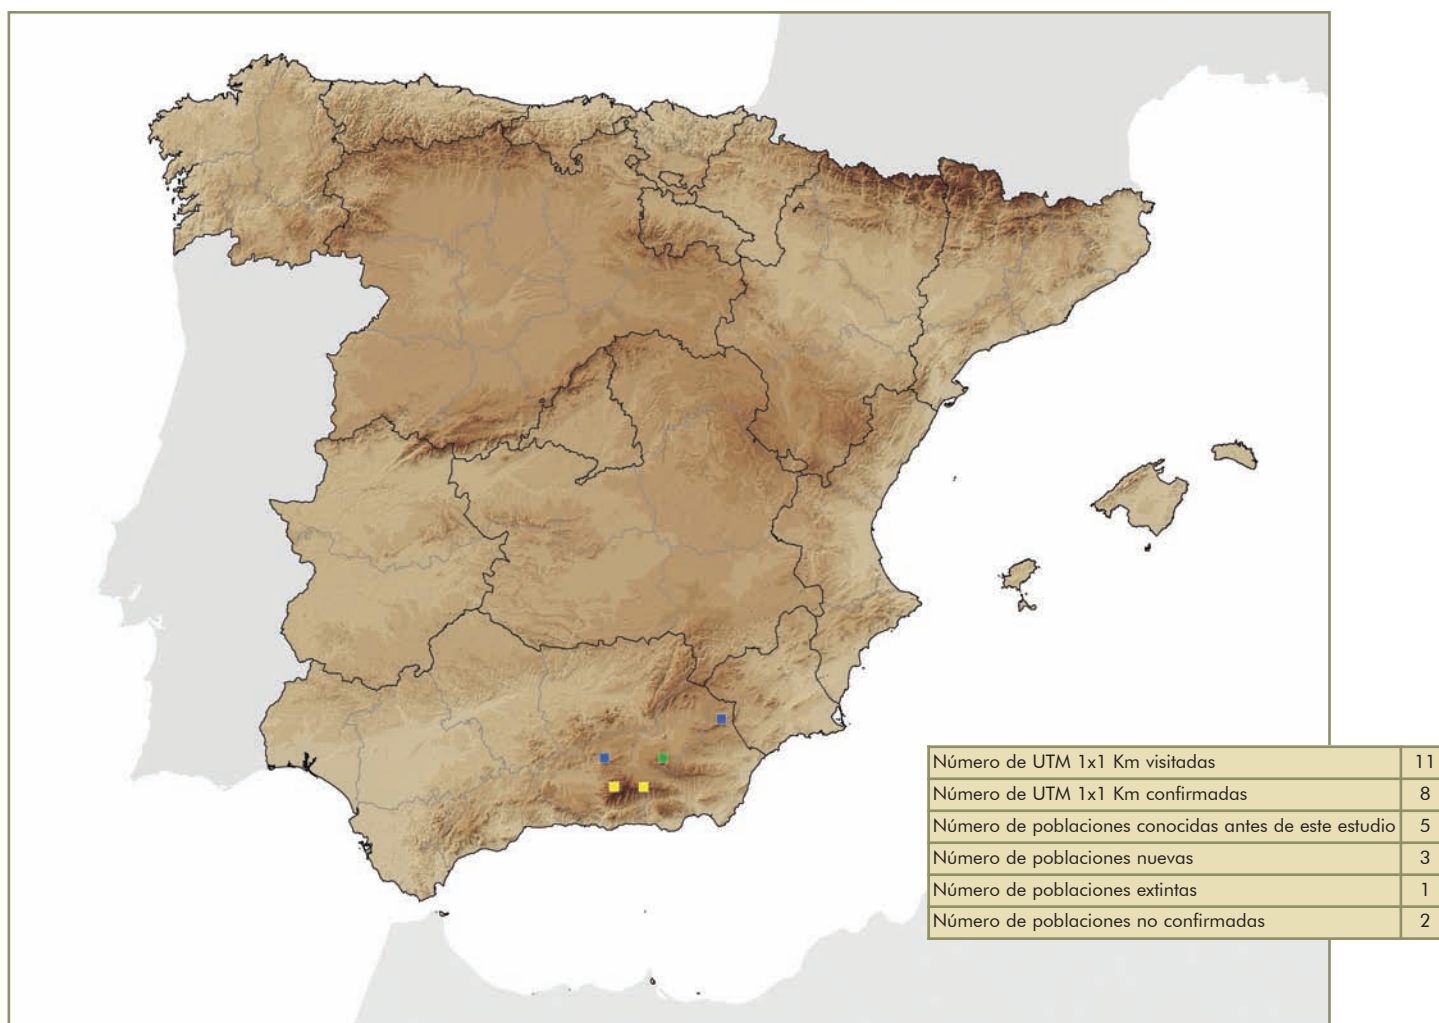 Número de UTM 1x1 Km visitadas 11
Número de UTM 1x1 Km confirmadas 8
Número de poblaciones conocidas antes de este estudio 5
Número de poblaciones nuevas 3
Número de poblaciones extintas 1
Número de poblaciones no confirmadas 2